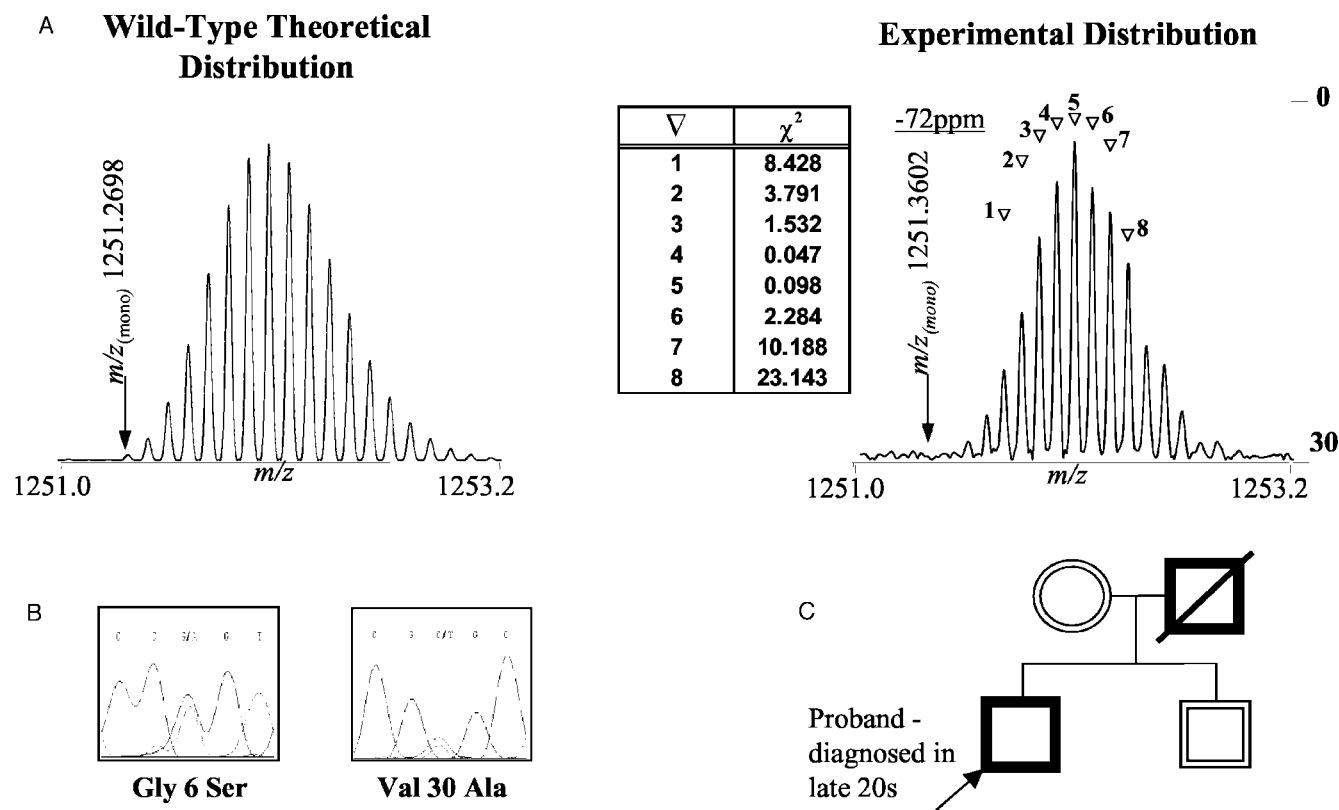 A
Wild-Type Theoretical
Distribution
m/z(mono) 1251.2698
1251.0
m/z
1253.2
∇ χ²
1 8.428
2 3.791
3 1.532
4 0.047
5 0.098
6 2.284
7 10.188
8 23.143
Experimental Distribution
-72ppm
m/z(mono) 1251.3602
1▽
2
▽
3
▽
4
▽
5
▽
▽6
▽7
▽8
0
30
1251.0
m/z
1253.2
B
G/A G T
C G C/T G C
Gly 6 Ser
Val 30 Ala
C
Proband -
diagnosed in
late 20s